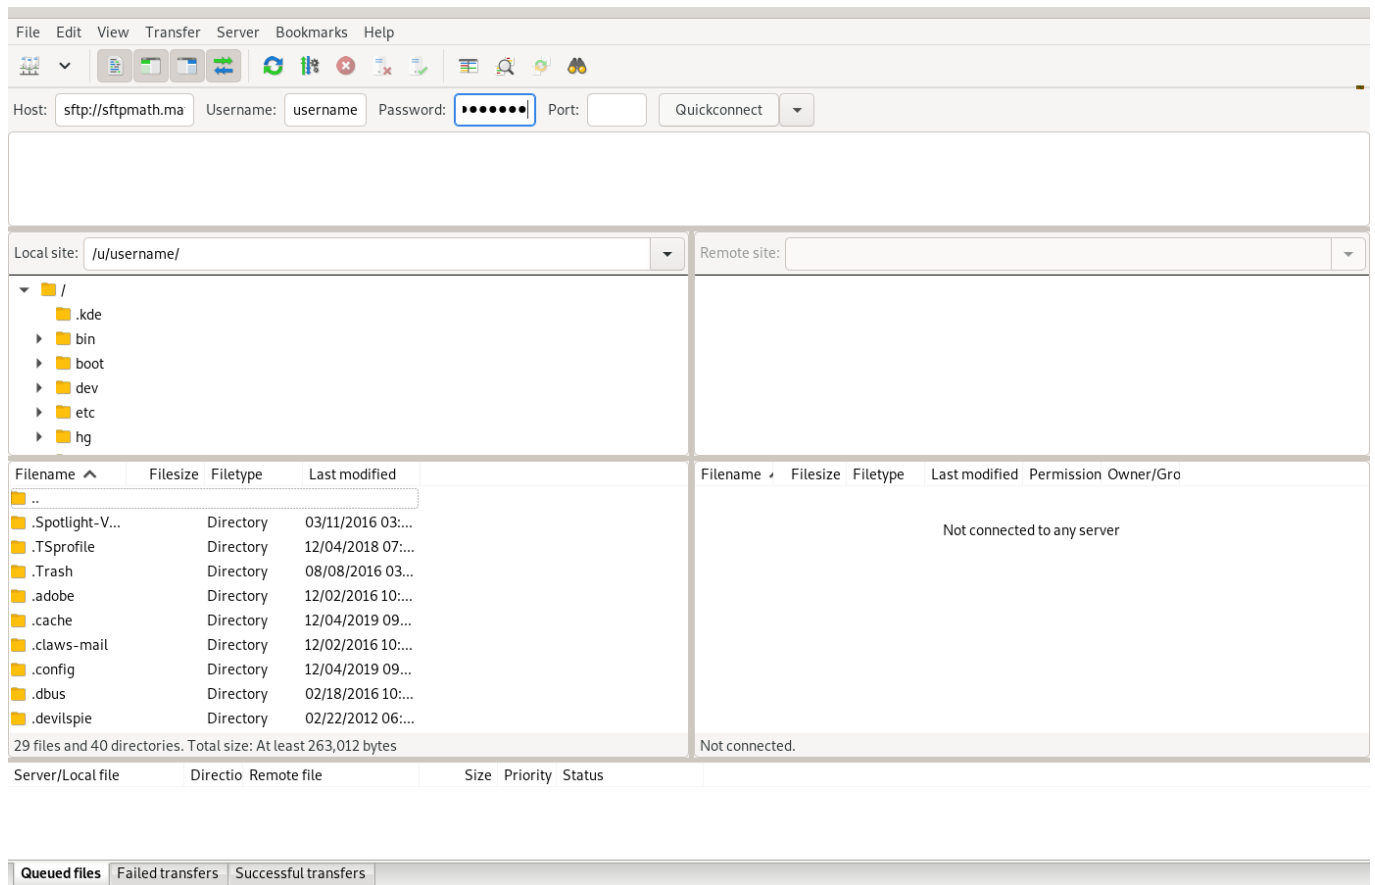 File Edit View Transfer Server Bookmarks Help
Host: sftp://sftpmath.ma Username: username Password: ●●●●●●● Port: Quickconnect
Local site: /u/username/
Remote site:
/
.kde
bin
boot
dev
etc
hg
Filename Filesize Filetype Last modified
..
.Spotlight-V... Directory 03/11/2016 03:...
.TSprofile Directory 12/04/2018 07:...
.Trash Directory 08/08/2016 03...
.adobe Directory 12/02/2016 10:...
.cache Directory 12/04/2019 09...
.claws-mail Directory 12/02/2016 10:...
.config Directory 12/04/2019 09...
.dbus Directory 02/18/2016 10:...
.devilspie Directory 02/22/2012 06:...
29 files and 40 directories. Total size: At least 263,012 bytes
Filename Filesize Filetype Last modified Permission Owner/Gro
Not connected to any server
Not connected.
Server/Local file Directio Remote file Size Priority Status
Queued files Failed transfers Successful transfers